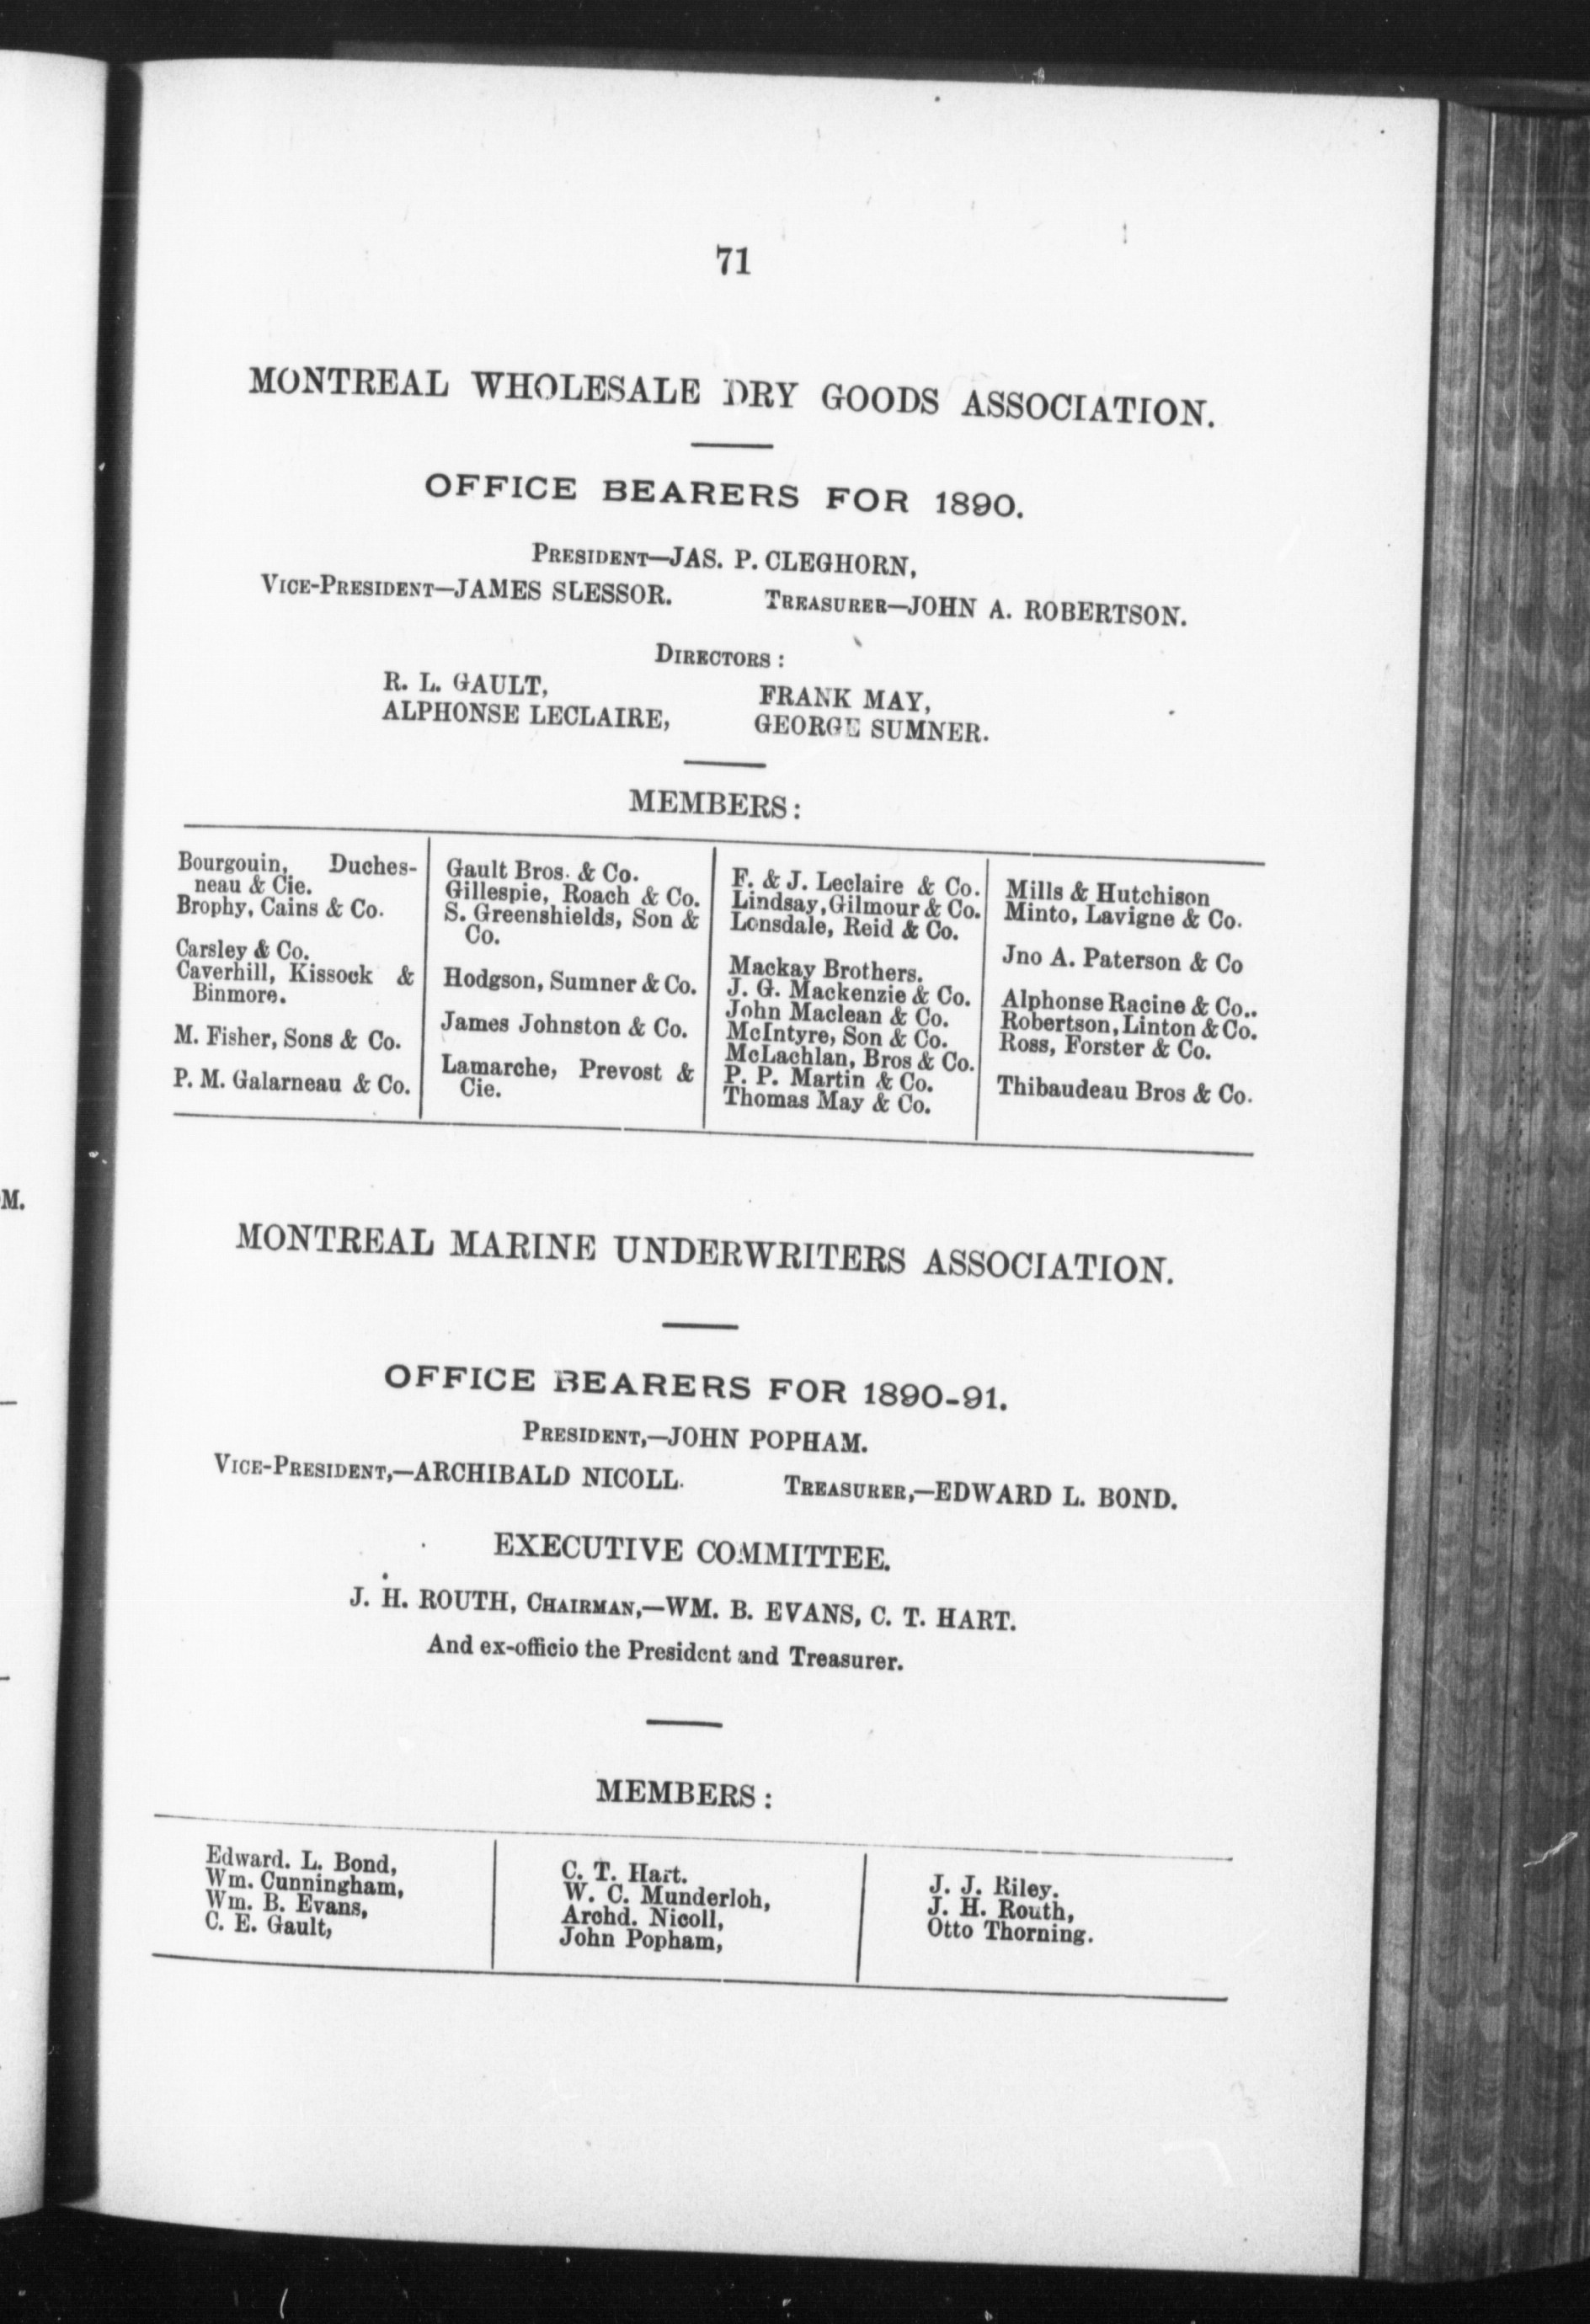 71
MONTREAL WHOLESALE DRY GOODS ASSOCIATION.
OFFICE BEARERS FOR 1890.
PRESIDENT—JAS. P. CLEGHORN,
VICE-PRESIDENT—JAMES SLESSOR. TREASURER—JOHN A. ROBERTSON.
DIRECTORS :
R. L. GAULT, FRANK MAY,
ALPHONSE LECLAIRE, GEORGE SUMNER.
MEMBERS:
Bourgouin, Duches-
neau & Cie.
Brophy, Cains & Co.
Carsley & Co.
Caverhill, Kissock &
Binmore.
M. Fisher, Sons & Co.
P. M. Galarneau & Co.
Gault Bros. & Co.
Gillespie, Roach & Co.
S. Greenshields, Son &
Co.
Hodgson, Sumner & Co.
James Johnston & Co.
Lamarche, Prevost &
Cie.
F. & J. Leclaire & Co.
Lindsay, Gilmour & Co.
Lonsdale, Reid & Co.
Mackay Brothers.
J. G. Mackenzie & Co.
John Maclean & Co.
McIntyre, Son & Co.
McLachlan, Bros & Co.
P. P. Martin & Co.
Thomas May & Co.
Mills & Hutchison
Minto, Lavigne & Co.
Jno A. Paterson & Co
Alphonse Racine & Co..
Robertson, Linton & Co.
Ross, Forster & Co.
Thibaudeau Bros & Co.
M.
MONTREAL MARINE UNDERWRITERS ASSOCIATION.
OFFICE BEARERS FOR 1890-91.
PRESIDENT,—JOHN POPHAM.
VICE-PRESIDENT,—ARCHIBALD NICOLL. TREASURER,—EDWARD L. BOND.
EXECUTIVE COMMITTEE.
J. H. ROUTH, CHAIRMAN,—WM. B. EVANS, C. T. HART.
And ex-officio the President and Treasurer.
MEMBERS :
Edward. L. Bond,
Wm. Cunningham,
Wm. B. Evans,
C. E. Gault,
C. T. Hart.
W. C. Munderloh,
Archd. Nicoll,
John Popham,
J. J. Riley.
J. H. Routh,
Otto Thorning.